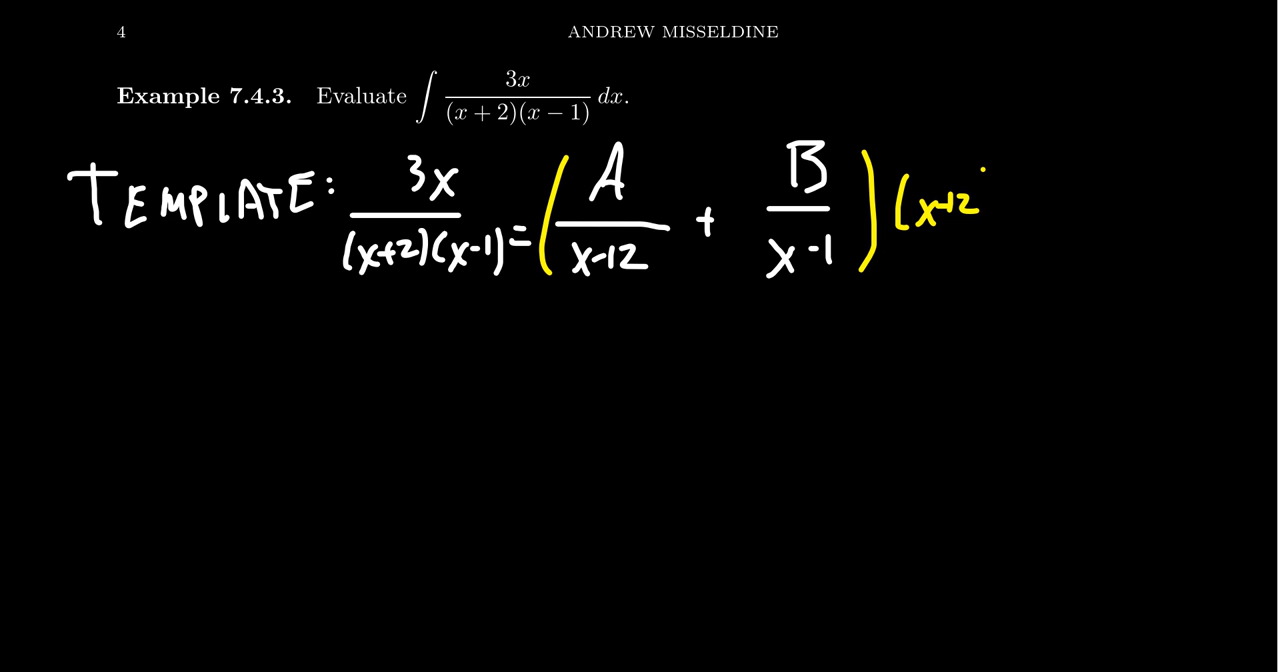 4 ANDREW MISSELDINE
Example 7.4.3. Evaluate ∫ 3x / (x + 2)(x − 1) dx.
TEMPLATE: 3x / (x+2)(x-1) = ( A / x+2 + B / x-1 ) (x+2